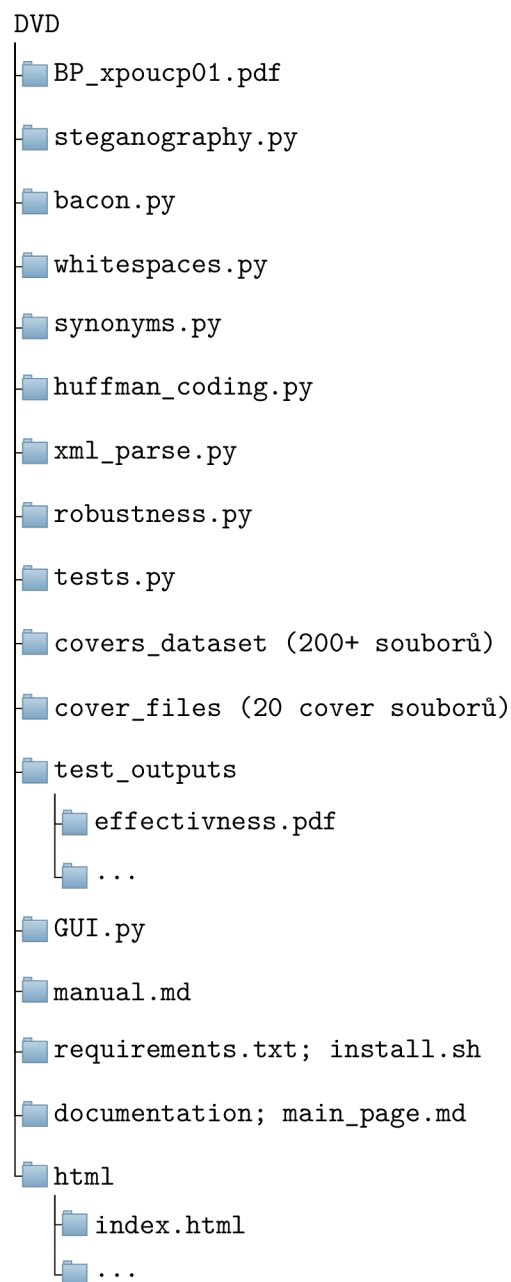 DVD
BP_xpoucp01.pdf
steganography.py
bacon.py
whitespaces.py
synonyms.py
huffman_coding.py
xml_parse.py
robustness.py
tests.py
covers_dataset (200+ souborů)
cover_files (20 cover souborů)
test_outputs
effectivness.pdf
...
GUI.py
manual.md
requirements.txt; install.sh
documentation; main_page.md
html
index.html
...